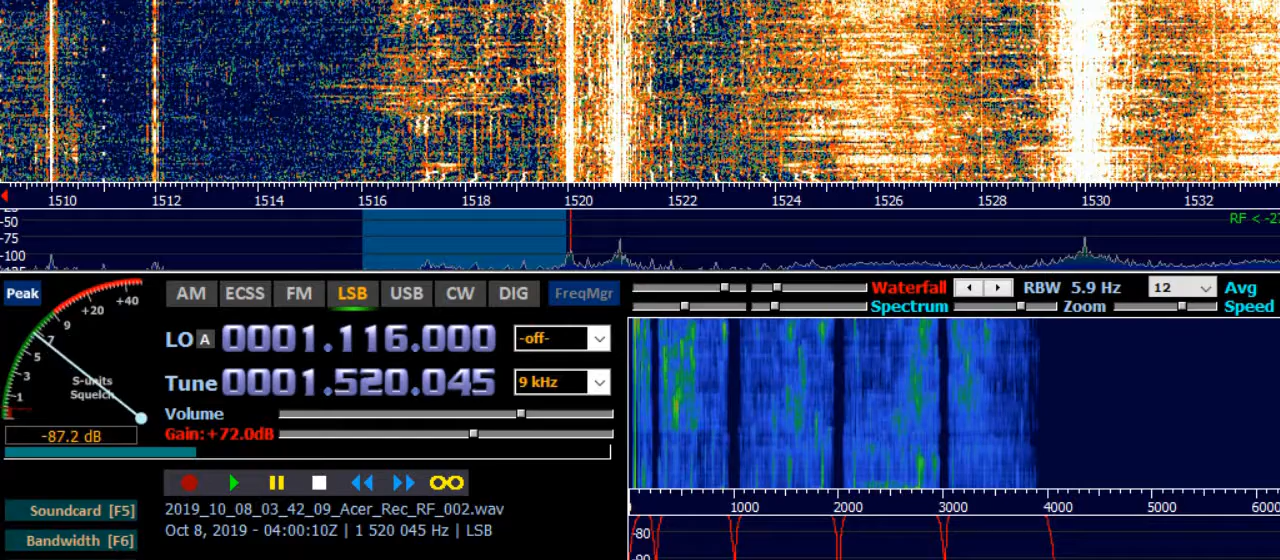 1510 1512 1514 1516 1518 1520 1522 1524 1526 1528 1530 1532
-50
RF < -2
-75
-100
Peak
+20 +40
9
7
5
3
1
S-units
Squelch
-87.2 dB
AM ECSS FM LSB USB CW DIG FreqMgr
LO A 0001.116.000 -off-
Tune 0001.520.045 9 kHz
Volume
Gain:+72.0dB
Waterfall RBW 5.9 Hz 12 Avg
Spectrum Zoom Speed
2019_10_08_03_42_09_Acer_Rec_RF_002.wav
Oct 8, 2019 - 04:00:10Z | 1 520 045 Hz | LSB
Soundcard [F5]
Bandwidth [F6]
0 1000 2000 3000 4000 5000 6000
-80